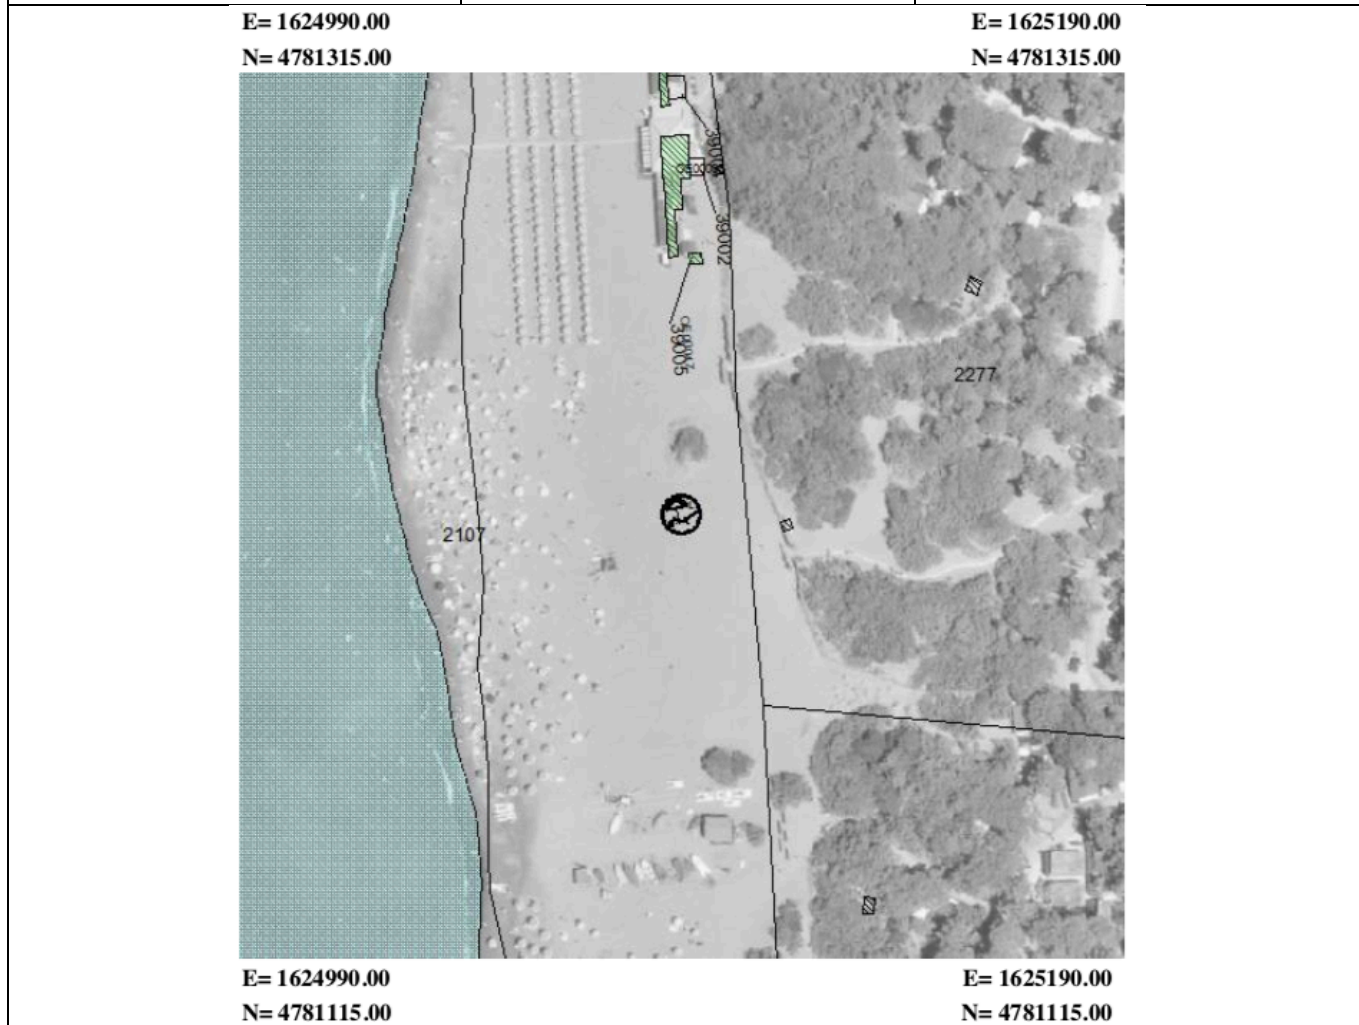 E= 1624990.00
E= 1625190.00
N= 4781315.00
N= 4781315.00
39002
39005
2277
2107
E= 1624990.00
E= 1625190.00
N= 4781115.00
N= 4781115.00